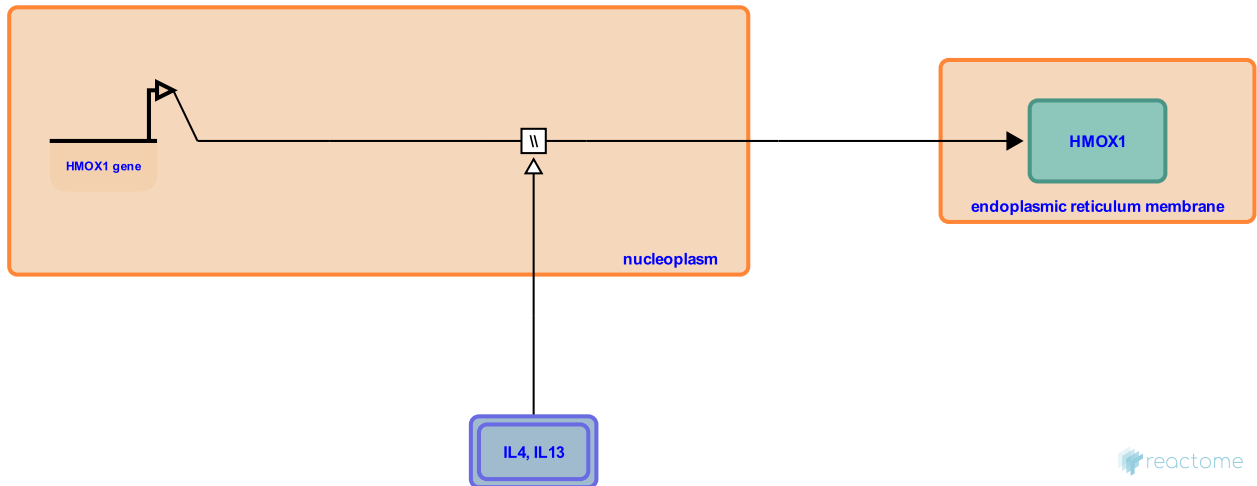 HMOX1 gene
\\
HMOX1
endoplasmic reticulum membrane
nucleoplasm
IL4, IL13
reactome